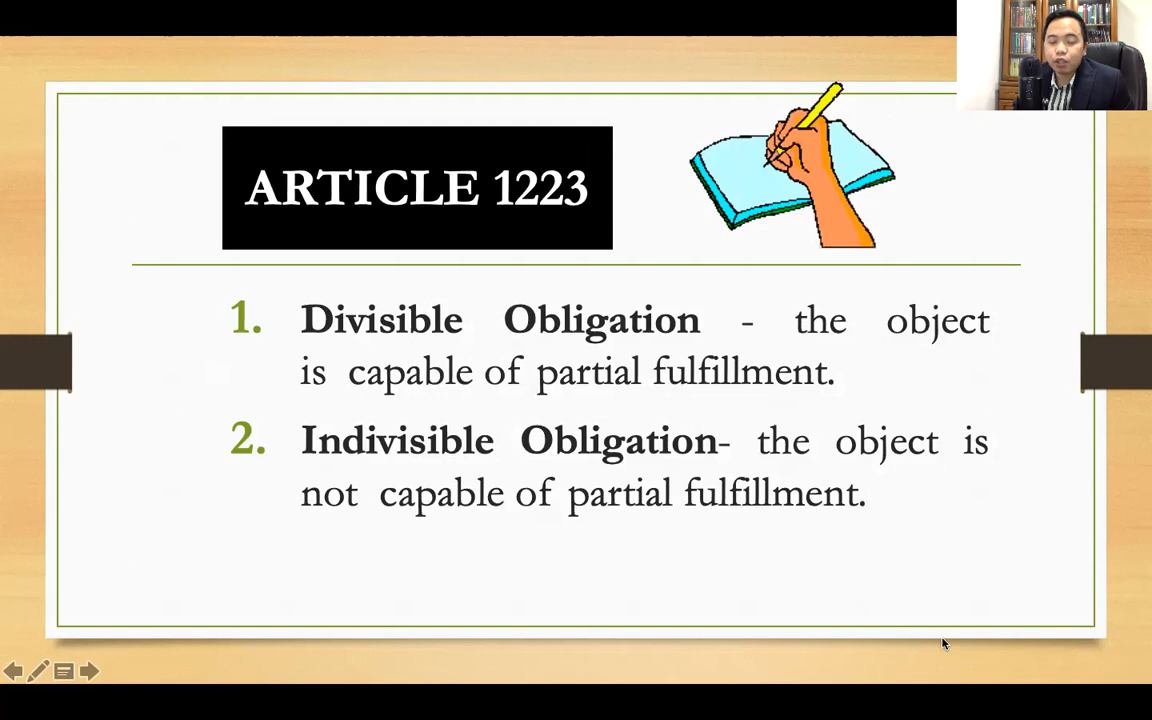 ARTICLE 1223
1. Divisible Obligation - the object
is capable of partial fulfillment.
2. Indivisible Obligation- the object is
not capable of partial fulfillment.